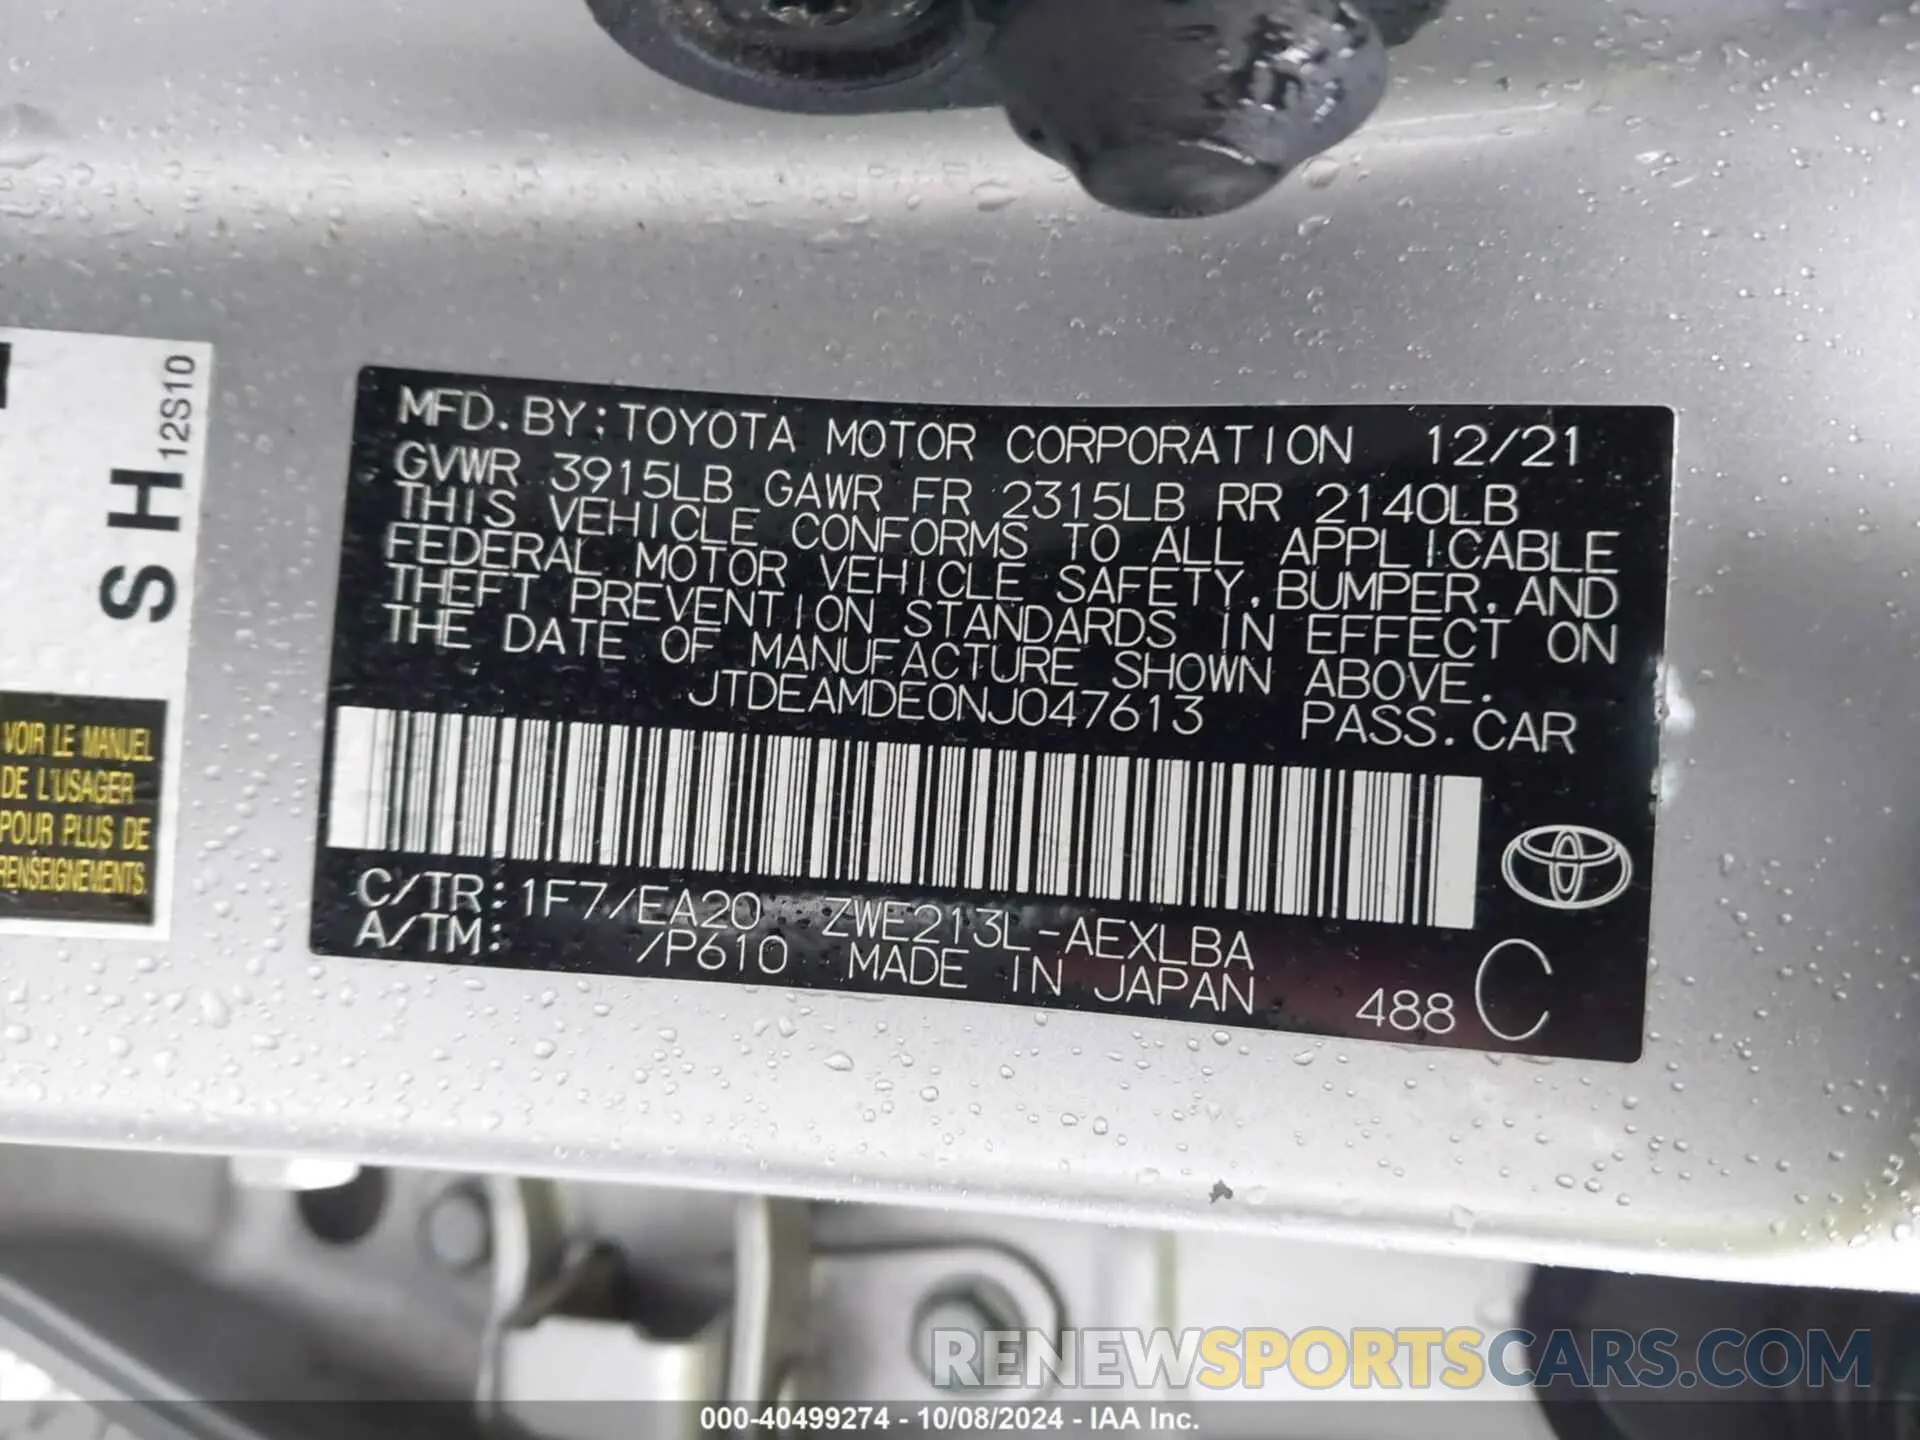 MFD. BY: TOYOTA MOTOR CORPORATION 12/21
GVWR 3915LB GAWR FR 2315LB RR 2140LB
THIS VEHICLE CONFORMS TO ALL APPLICABLE
FEDERAL MOTOR VEHICLE SAFETY, BUMPER, AND
THEFT PREVENTION STANDARDS IN EFFECT ON
THE DATE OF MANUFACTURE SHOWN ABOVE.
JTDEAMDE0NJ047613 PASS. CAR
C/TR: 1F7/EA20 ZWE213L-AEXLBA
A/TM: /P610 MADE IN JAPAN
488 C
SH
12S10
VOIR LE MANUEL
DE L'USAGER
POUR PLUS DE
RENSEIGNEMENTS.
RENEWSPORTSCARS.COM
000-40499274 - 10/08/2024 - IAA Inc.